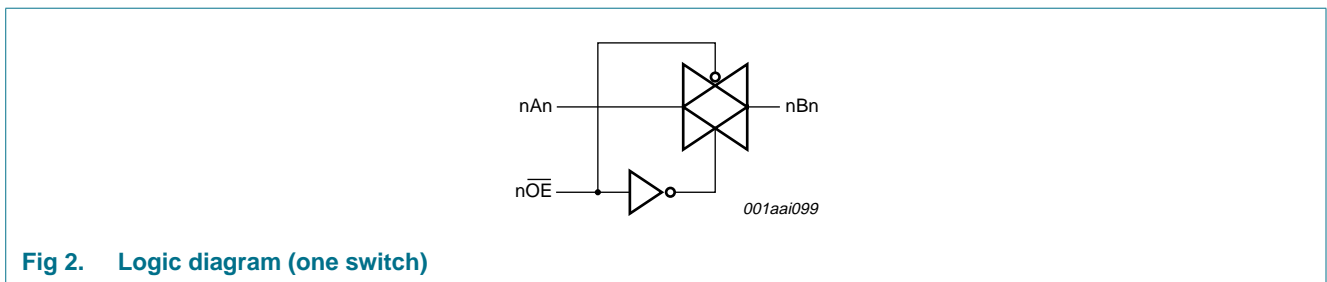 nAn
nBn
nOE
001aai099
Fig 2. Logic diagram (one switch)